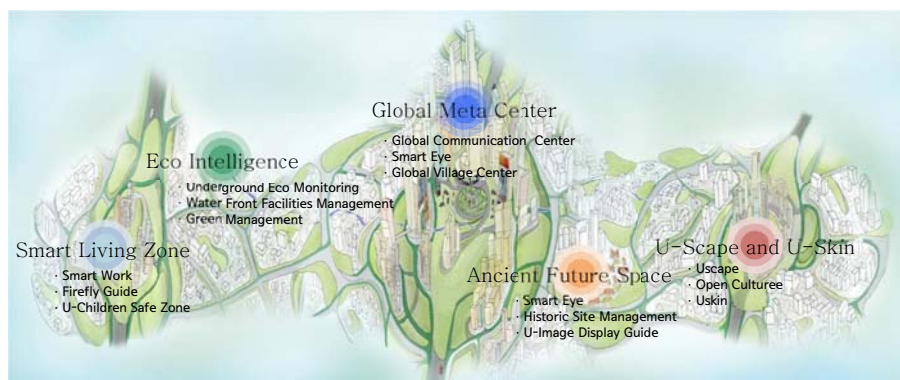 Global Meta Center
· Global Communication Center
· Smart Eye
· Global Village Center
Eco Intelligence
· Underground Eco Monitoring
· Water Front Facilities Management
· Green Management
Smart Living Zone
· Smart Work
· Firefly Guide
· U-Children Safe Zone
Ancient Future Space
· Smart Eye
· Historic Site Management
· U-Image Display Guide
U-Scape and U-Skin
· Uscape
· Open Culturee
· Uskin